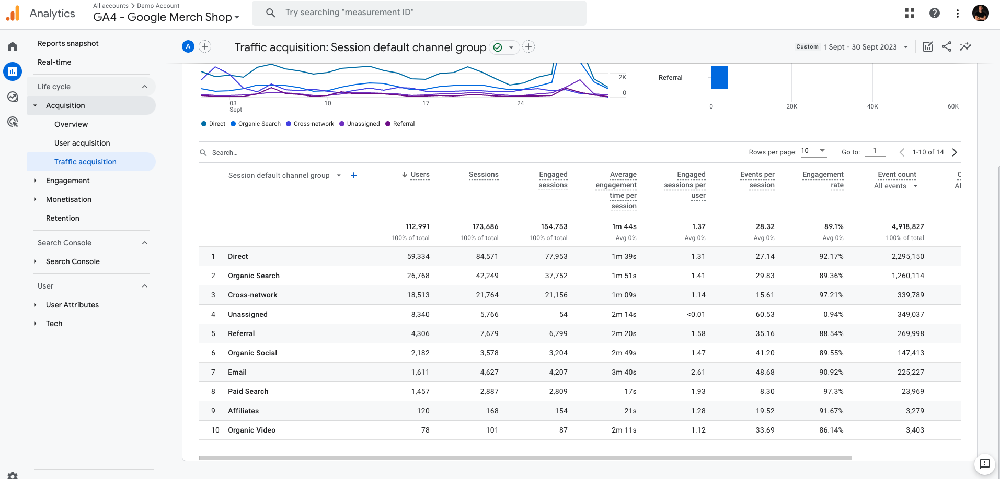 Analytics
All accounts > Demo Account
GA4 - Google Merch Shop
Try searching "measurement ID"
Reports snapshot
Real-time
Life cycle
Acquisition
Overview
User acquisition
Traffic acquisition
Engagement
Monetisation
Retention
Search Console
Search Console
User
User Attributes
Tech
A
Traffic acquisition: Session default channel group
Custom 1 Sept - 30 Sept 2023
2K
0
03
Sept
10
17
24
Direct Organic Search Cross-network Unassigned Referral
Referral
0 20K 40K 60K
Search…
Rows per page: 10 Go to: 1 1-10 of 14
Session default channel group
Users
Sessions
Engaged
sessions
Average
engagement
time per
session
Engaged
sessions per
user
Events per
session
Engagement
rate
Event count
All events
112,991 173,686 154,753 1m 44s 1.37 28.32 89.1% 4,918,827
100% of total 100% of total 100% of total Avg 0% Avg 0% Avg 0% Avg 0% 100% of total
1 Direct 59,334 84,571 77,953 1m 39s 1.31 27.14 92.17% 2,295,150
2 Organic Search 26,768 42,249 37,752 1m 51s 1.41 29.83 89.36% 1,260,114
3 Cross-network 18,513 21,764 21,156 1m 09s 1.14 15.61 97.21% 339,789
4 Unassigned 8,340 5,766 54 2m 14s <0.01 60.53 0.94% 349,037
5 Referral 4,306 7,679 6,799 2m 20s 1.58 35.16 88.54% 269,998
6 Organic Social 2,182 3,578 3,204 2m 49s 1.47 41.20 89.55% 147,413
7 Email 1,611 4,627 4,207 3m 40s 2.61 48.68 90.92% 225,227
8 Paid Search 1,457 2,887 2,809 17s 1.93 8.30 97.3% 23,969
9 Affiliates 120 168 154 21s 1.28 19.52 91.67% 3,279
10 Organic Video 78 101 87 2m 11s 1.12 33.69 86.14% 3,403